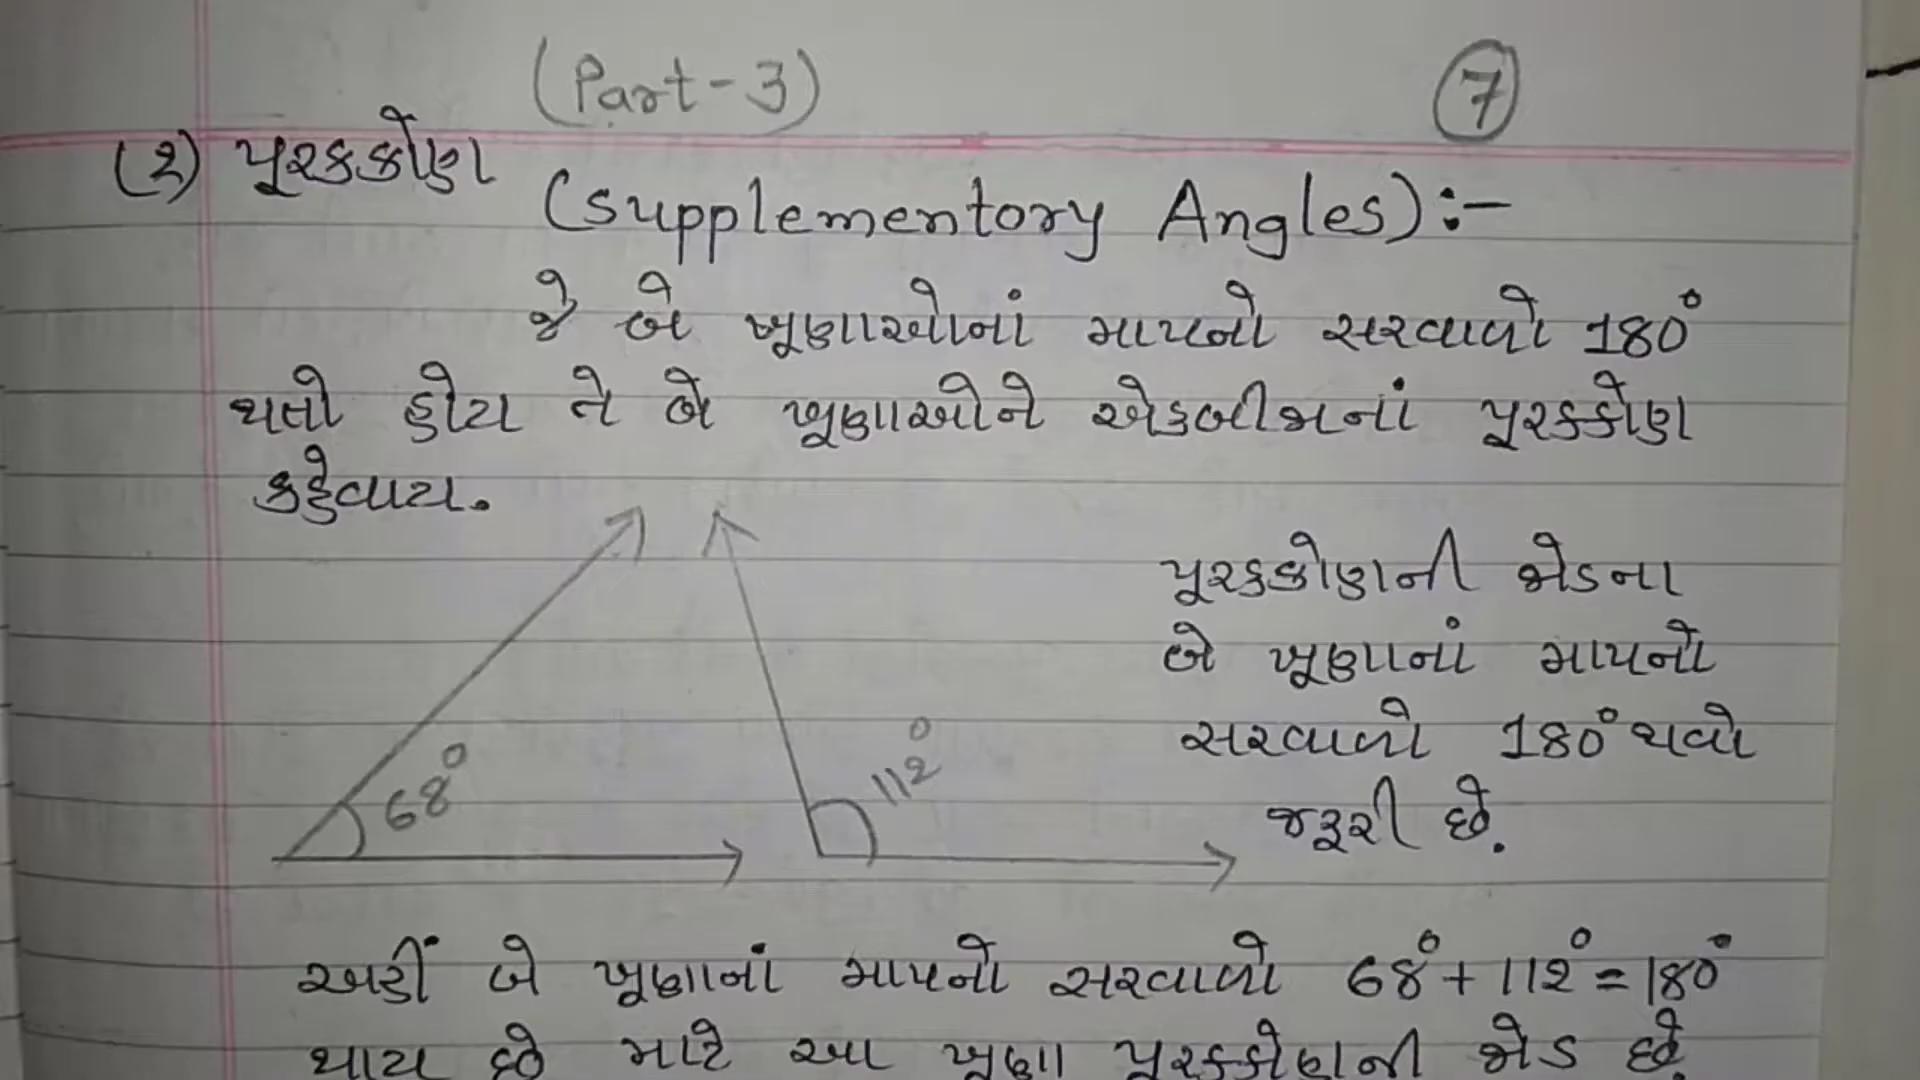 (Part-3)
7
(૨) પૂરકકોણ (Supplementory Angles):-
જે બે ખૂણાઓનાં માપનો સરવાળો 180°
થતો હોય તે બે ખૂણાઓને એકબીજાનાં પૂરકકોણ
કહેવાય.
પૂરકકોણની જોડના
બે ખૂણાનાં માપનો
સરવાળો 180° થવો
જરૂરી છે.
68°
112°
અહીં બે ખૂણાનાં માપનો સરવાળો 68°+112°=180°
થાય છે માટે આ ખૂણા પૂરકકોણની જોડ છે.